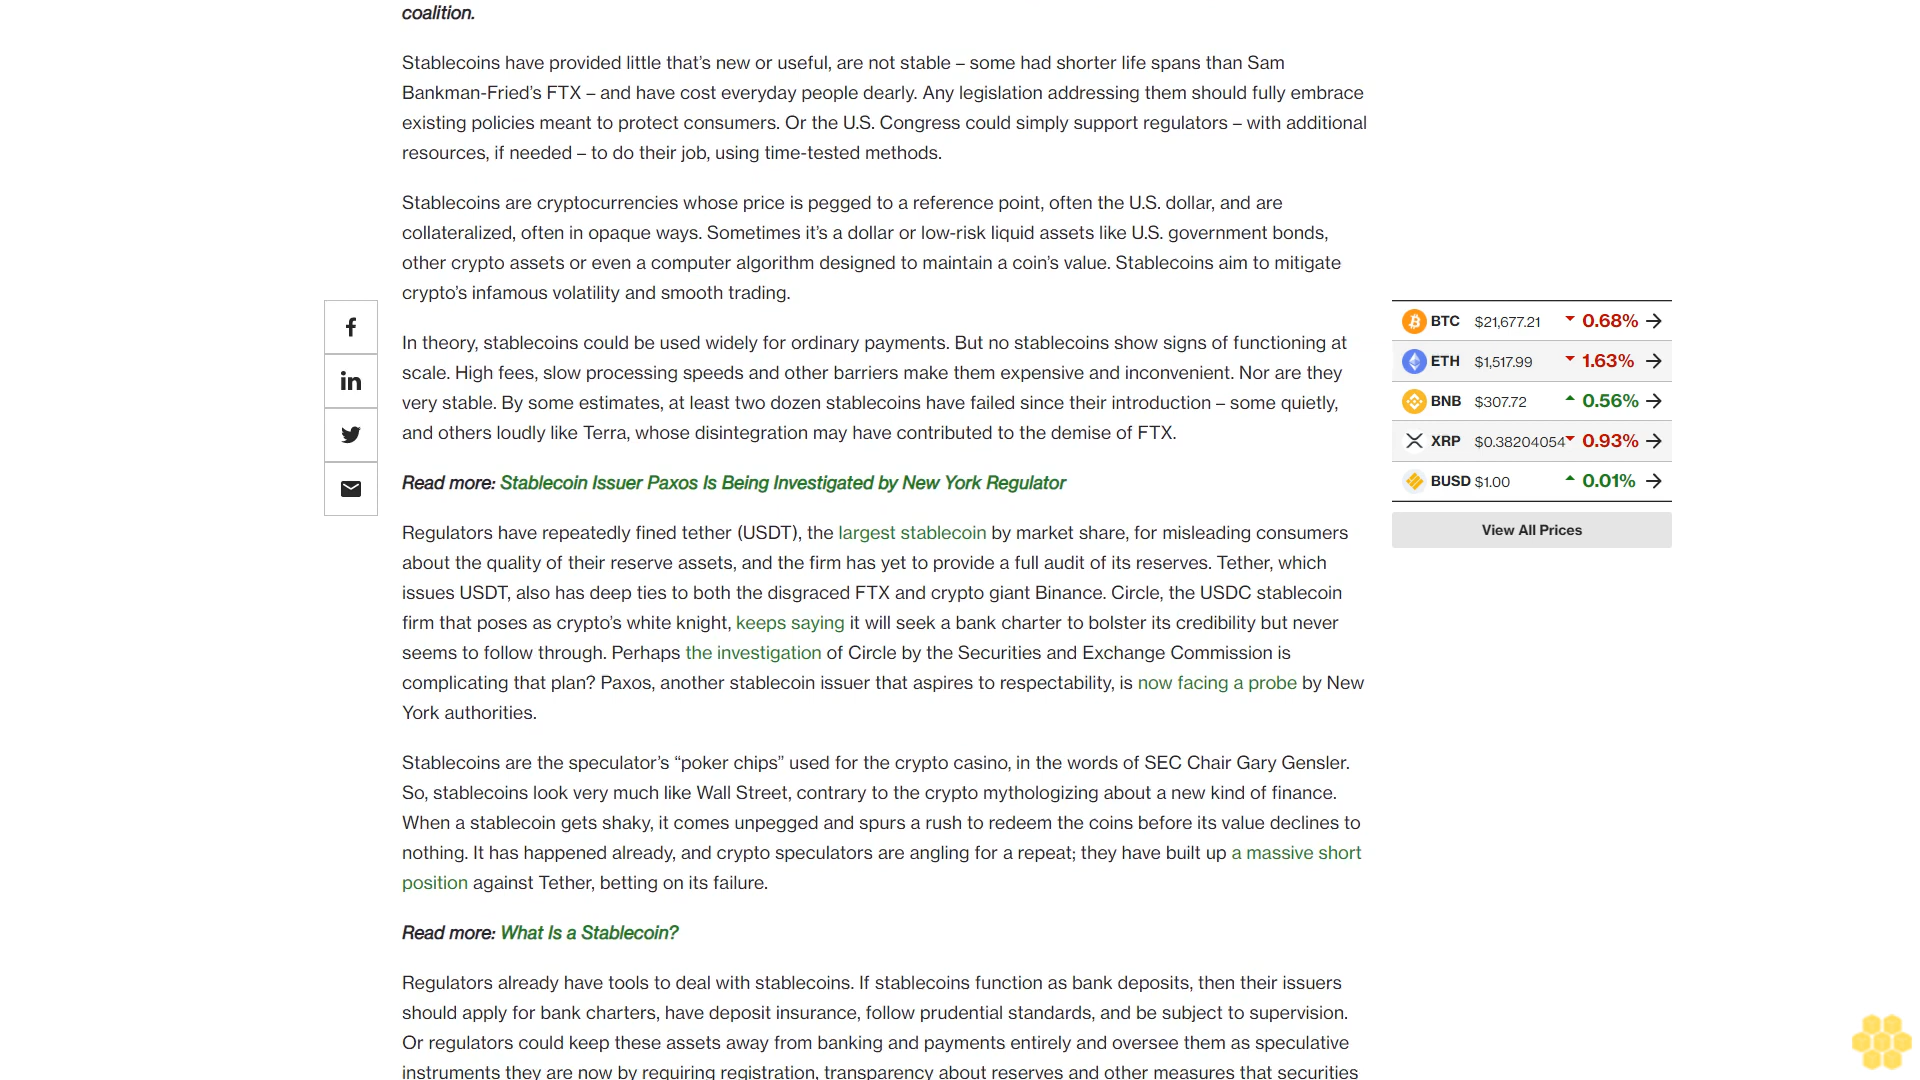 coalition.
Stablecoins have provided little that’s new or useful, are not stable – some had shorter life spans than Sam
Bankman-Fried’s FTX – and have cost everyday people dearly. Any legislation addressing them should fully embrace
existing policies meant to protect consumers. Or the U.S. Congress could simply support regulators – with additional
resources, if needed – to do their job, using time-tested methods.
Stablecoins are cryptocurrencies whose price is pegged to a reference point, often the U.S. dollar, and are
collateralized, often in opaque ways. Sometimes it’s a dollar or low-risk liquid assets like U.S. government bonds,
other crypto assets or even a computer algorithm designed to maintain a coin’s value. Stablecoins aim to mitigate
crypto’s infamous volatility and smooth trading.
In theory, stablecoins could be used widely for ordinary payments. But no stablecoins show signs of functioning at
scale. High fees, slow processing speeds and other barriers make them expensive and inconvenient. Nor are they
very stable. By some estimates, at least two dozen stablecoins have failed since their introduction – some quietly,
and others loudly like Terra, whose disintegration may have contributed to the demise of FTX.
Read more: Stablecoin Issuer Paxos Is Being Investigated by New York Regulator
Regulators have repeatedly fined tether (USDT), the largest stablecoin by market share, for misleading consumers
about the quality of their reserve assets, and the firm has yet to provide a full audit of its reserves. Tether, which
issues USDT, also has deep ties to both the disgraced FTX and crypto giant Binance. Circle, the USDC stablecoin
firm that poses as crypto’s white knight, keeps saying it will seek a bank charter to bolster its credibility but never
seems to follow through. Perhaps the investigation of Circle by the Securities and Exchange Commission is
complicating that plan? Paxos, another stablecoin issuer that aspires to respectability, is now facing a probe by New
York authorities.
Stablecoins are the speculator’s “poker chips” used for the crypto casino, in the words of SEC Chair Gary Gensler.
So, stablecoins look very much like Wall Street, contrary to the crypto mythologizing about a new kind of finance.
When a stablecoin gets shaky, it comes unpegged and spurs a rush to redeem the coins before its value declines to
nothing. It has happened already, and crypto speculators are angling for a repeat; they have built up a massive short
position against Tether, betting on its failure.
Read more: What Is a Stablecoin?
Regulators already have tools to deal with stablecoins. If stablecoins function as bank deposits, then their issuers
should apply for bank charters, have deposit insurance, follow prudential standards, and be subject to supervision.
Or regulators could keep these assets away from banking and payments entirely and oversee them as speculative
instruments they are now by requiring registration, transparency about reserves and other measures that securities
BTC $21,677.21 0.68%
ETH $1,517.99 1.63%
BNB $307.72 0.56%
XRP $0.38204054 0.93%
BUSD $1.00 0.01%
View All Prices